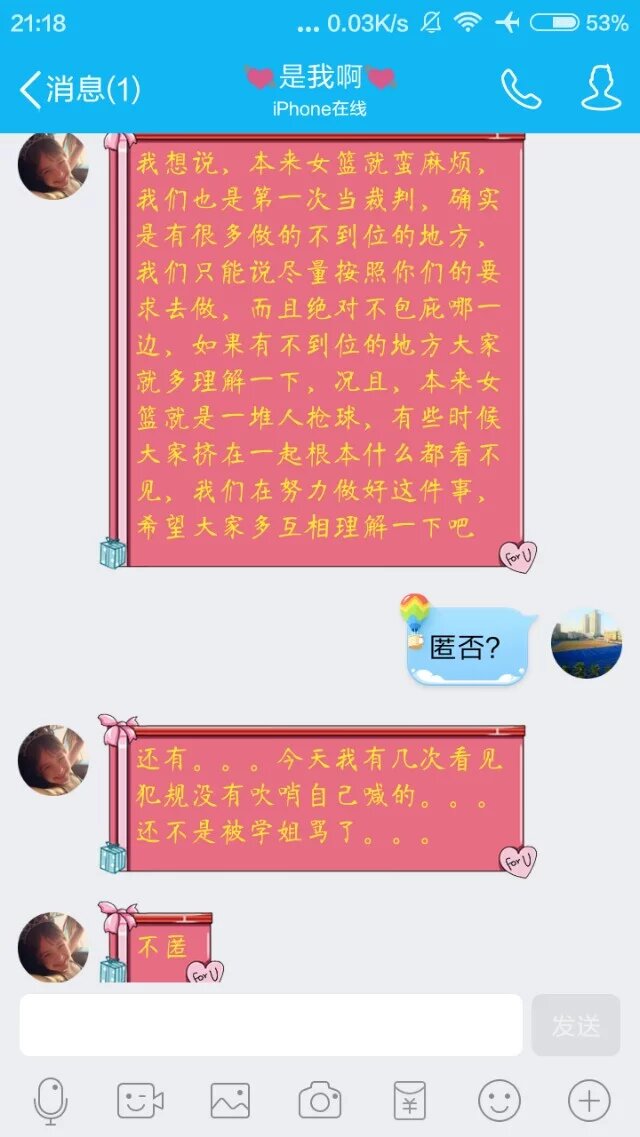 21:18
... 0.03K/s
53%
消息(1)
是我啊
iPhone在线
我想说，本来女篮就蛮麻烦，
我们也是第一次当裁判，确实
是有很多做的不到位的地方，
我们只能说尽量按照你们的要
求去做，而且绝对不包庇哪一
边，如果有不到位的地方大家
就多理解一下，况且，本来女
篮就是一堆人抢球，有些时候
大家挤在一起根本什么都看不
见，我们在努力做好这件事，
希望大家多互相理解一下吧
for U
匿否?
还有。。。今天我有几次看见
犯规没有吹哨自己喊的。。。
还不是被学姐骂了。。。
for U
不匿
for U
发送